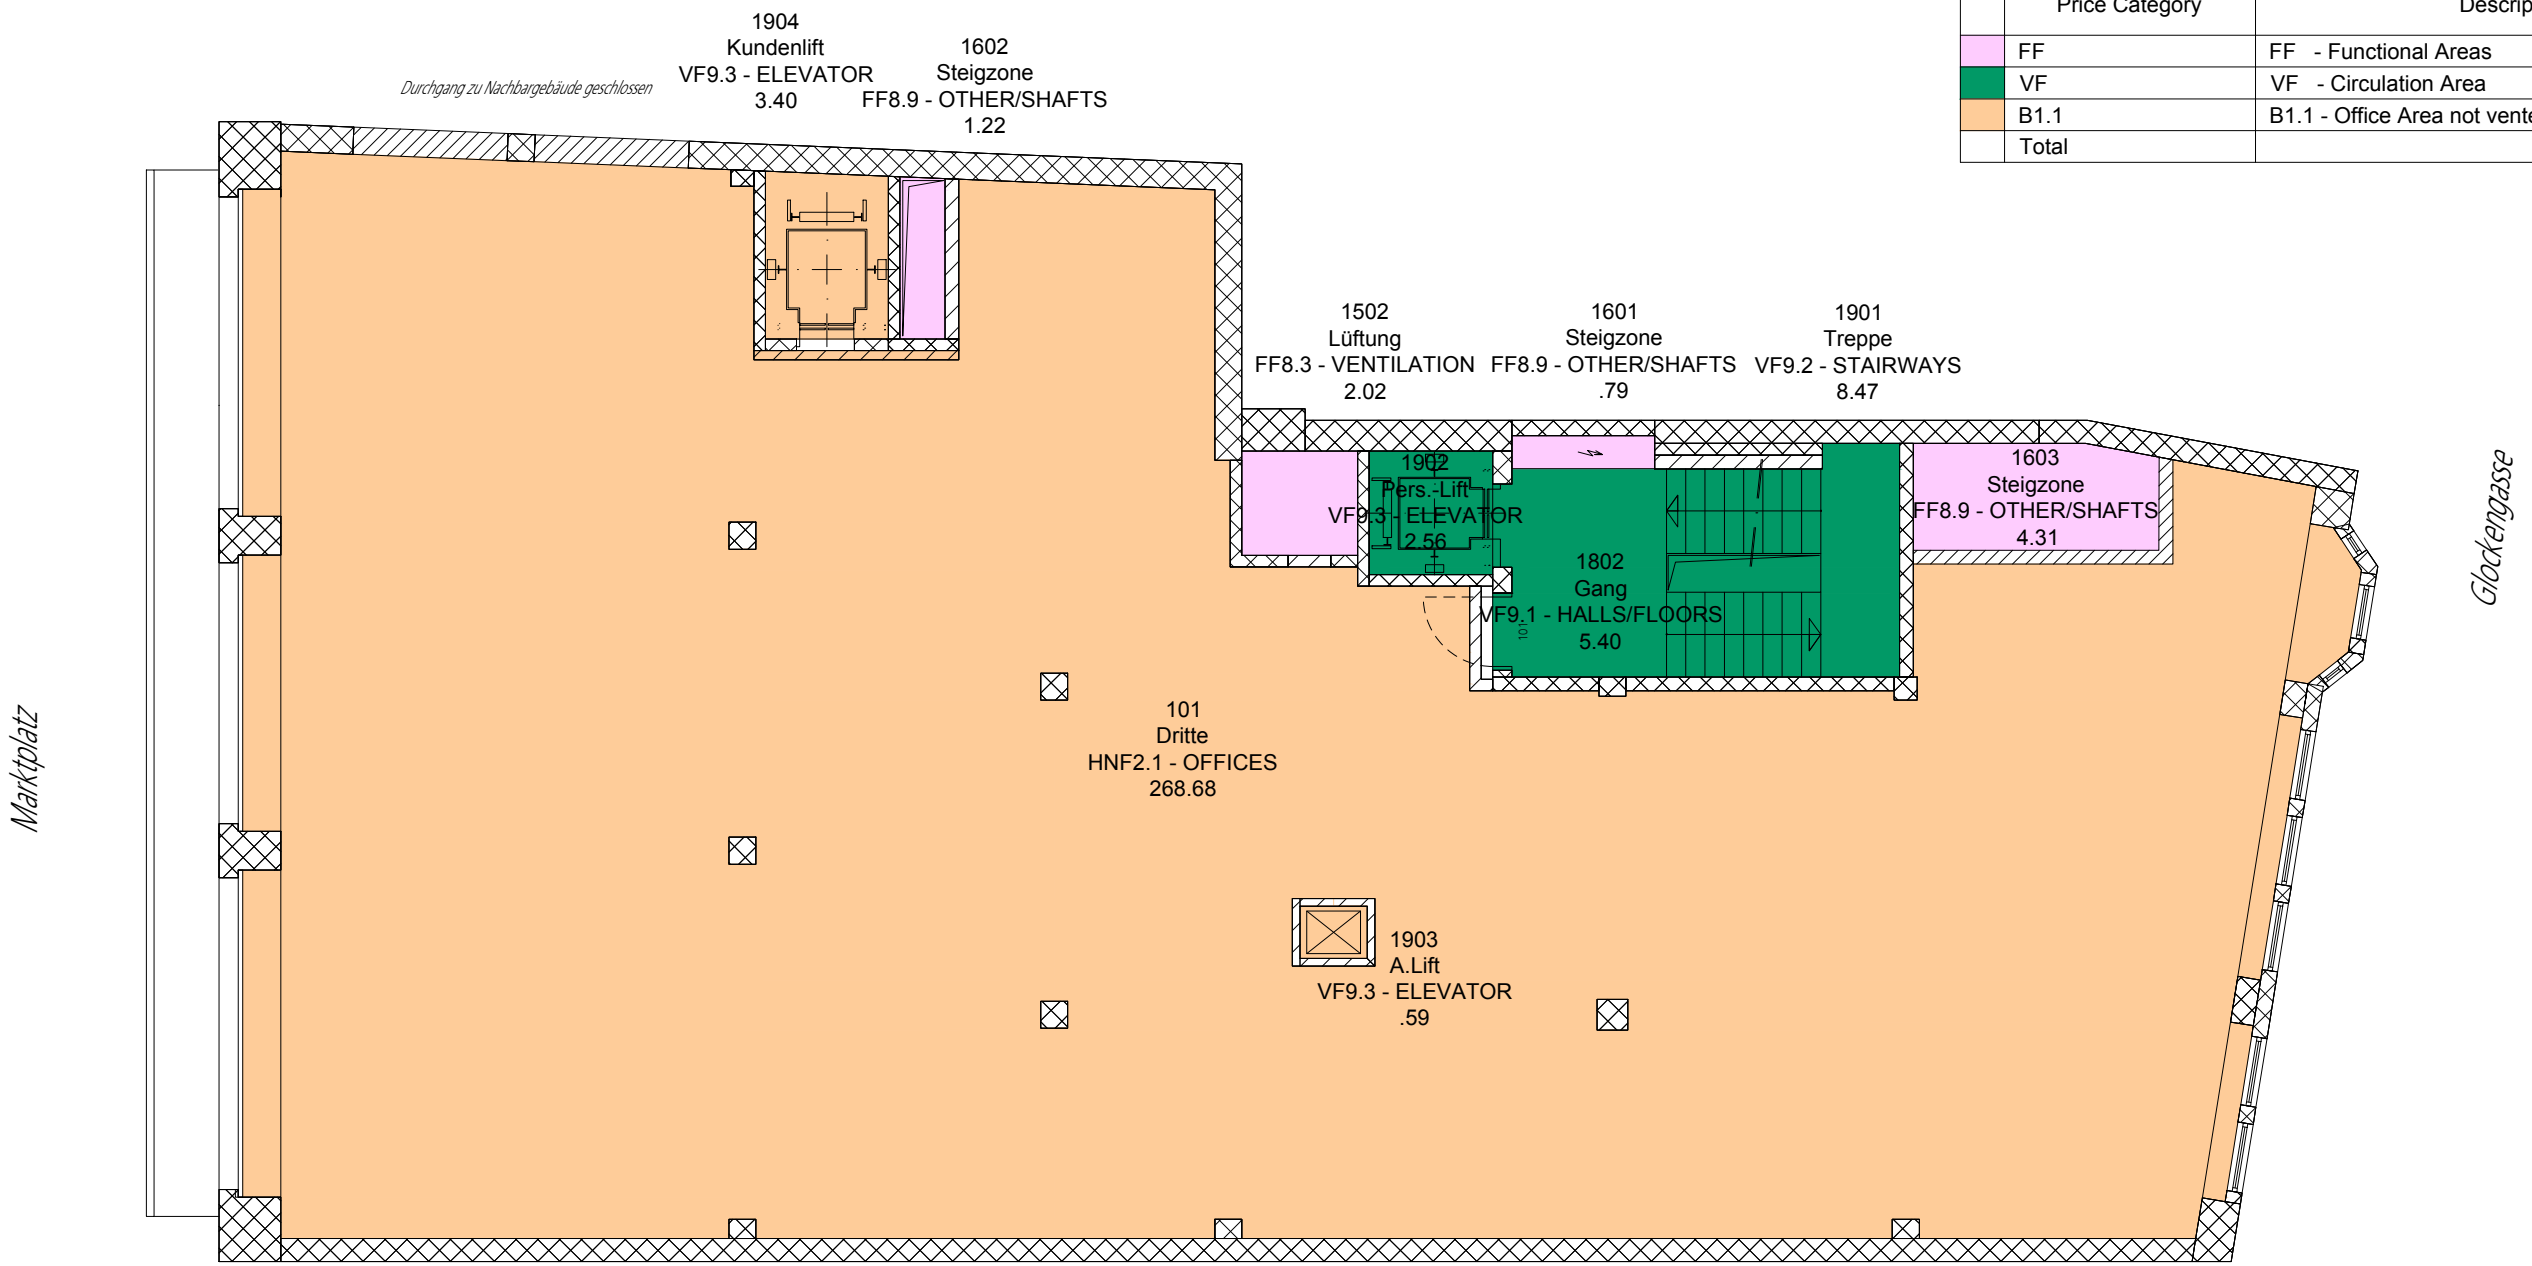 Price Category
FF
FF - Functional Areas
VF
VF - Circulation Area
B1.1
B1.1 - Office Area not
Total
1904
Kundenlift
VF9.3 - ELEVATOR
3.40
1602
Steigzone
FF8.9 - OTHER/SHAFTS
1.22
Durchgang zu Nachbargebäude geschlossen
1502
Lüftung
FF8.3 - VENTILATION
2.02
1601
Steigzone
FF8.9 - OTHER/SHAFTS
.79
1901
Treppe
VF9.2 - STAIRWAYS
8.47
1902
Pers.-Lift
VF9.3 - ELEVATOR
2.56
1603
Steigzone
FF8.9 - OTHER/SHAFTS
4.31
1802
Gang
VF9.1 - HALLS/FLOORS
5.40
101
Glockengasse
Marktplatz
101
Dritte
HNF2.1 - OFFICES
268.68
1903
A.Lift
VF9.3 - ELEVATOR
.59